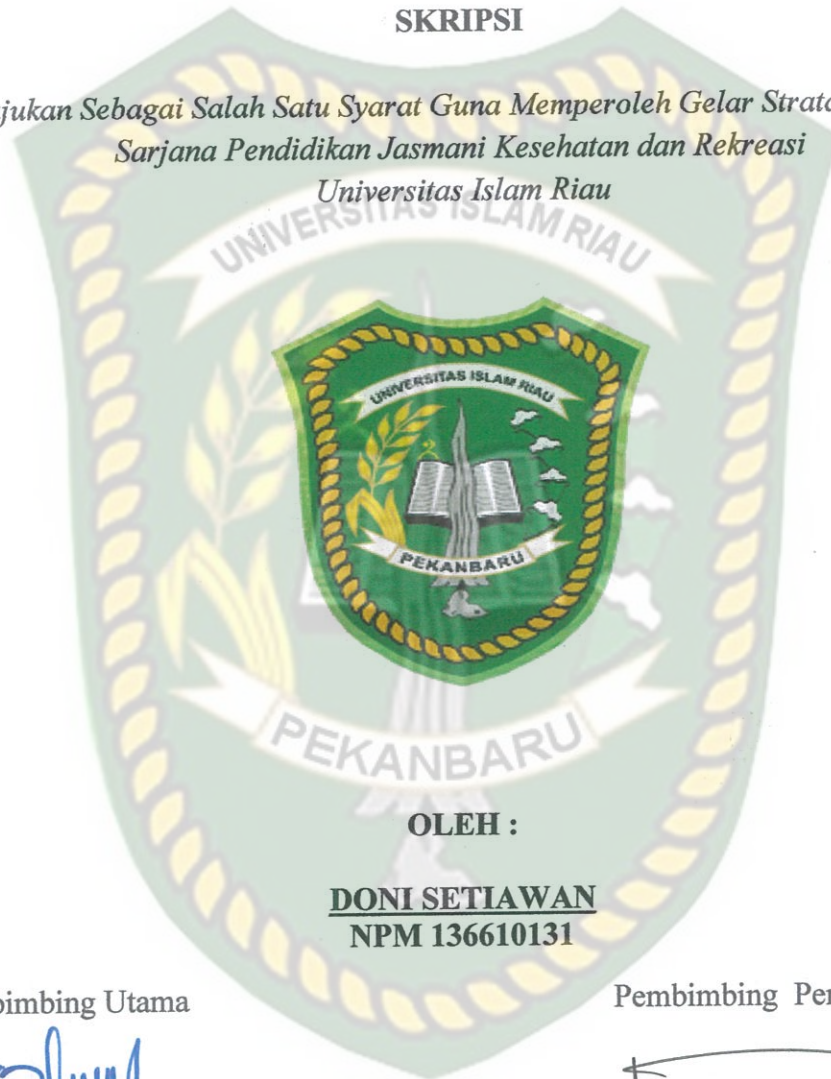 SKRIPSI
jukan Sebagai Salah Satu Syarat Guna Memperoleh Gelar Strata
Sarjana Pendidikan Jasmani Kesehatan dan Rekreasi
Universitas Islam Riau
UNIVERSITAS ISLAM RIAU
UNIVERSITAS ISLAM RIAU
PEKANBARU
PEKANBARU
OLEH :
DONI SETIAWAN
NPM 136610131
bimbing Utama
Pembimbing Per